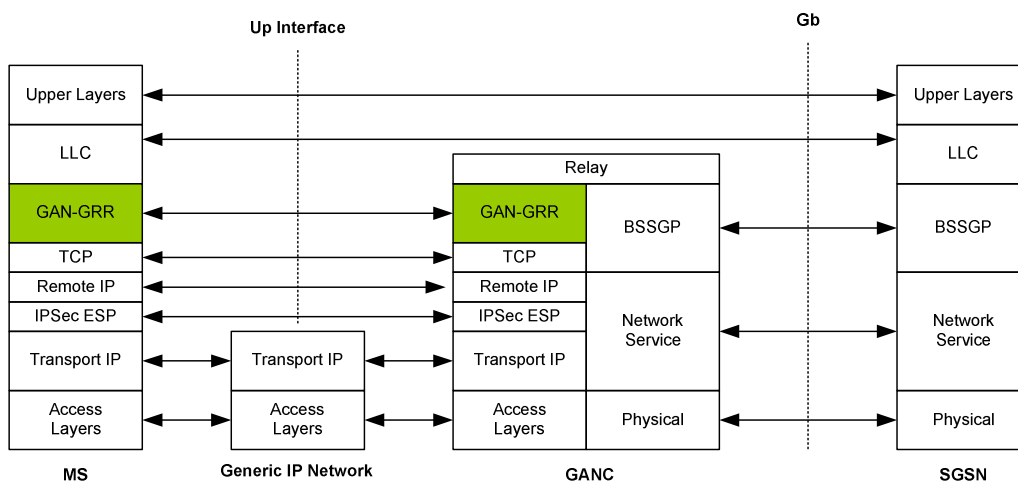 Up Interface
Gb
Upper Layers
Upper Layers
LLC
LLC
Relay
GAN-GRR
GAN-GRR
BSSGP
BSSGP
TCP
TCP
Remote IP
Remote IP
IPSec ESP
IPSec ESP
Network
Service
Network
Service
Transport IP
Transport IP
Transport IP
Access
Layers
Access
Layers
Access
Layers
Physical
Physical
MS
Generic IP Network
GANC
SGSN